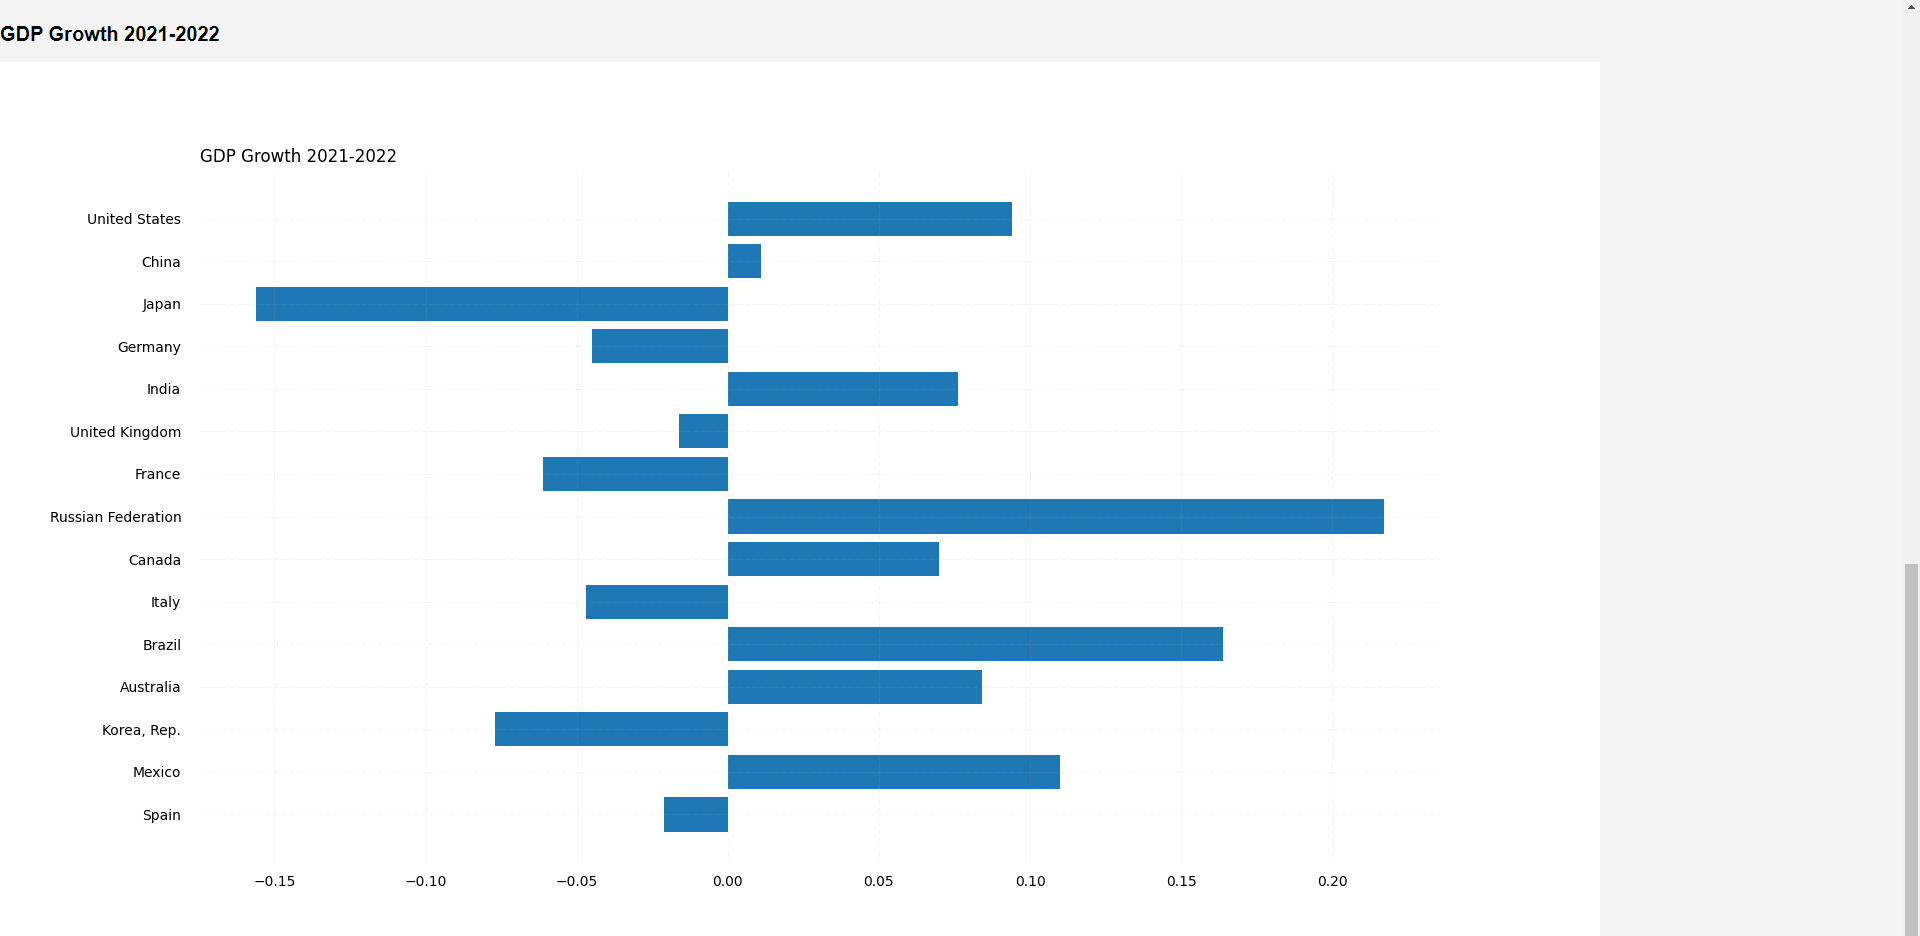 GDP Growth 2021-2022
GDP Growth 2021-2022
United States
China
Japan
Germany
India
United Kingdom
France
Russian Federation
Canada
Italy
Brazil
Australia
Korea, Rep.
Mexico
Spain
−0.15 −0.10 −0.05 0.00 0.05 0.10 0.15 0.20